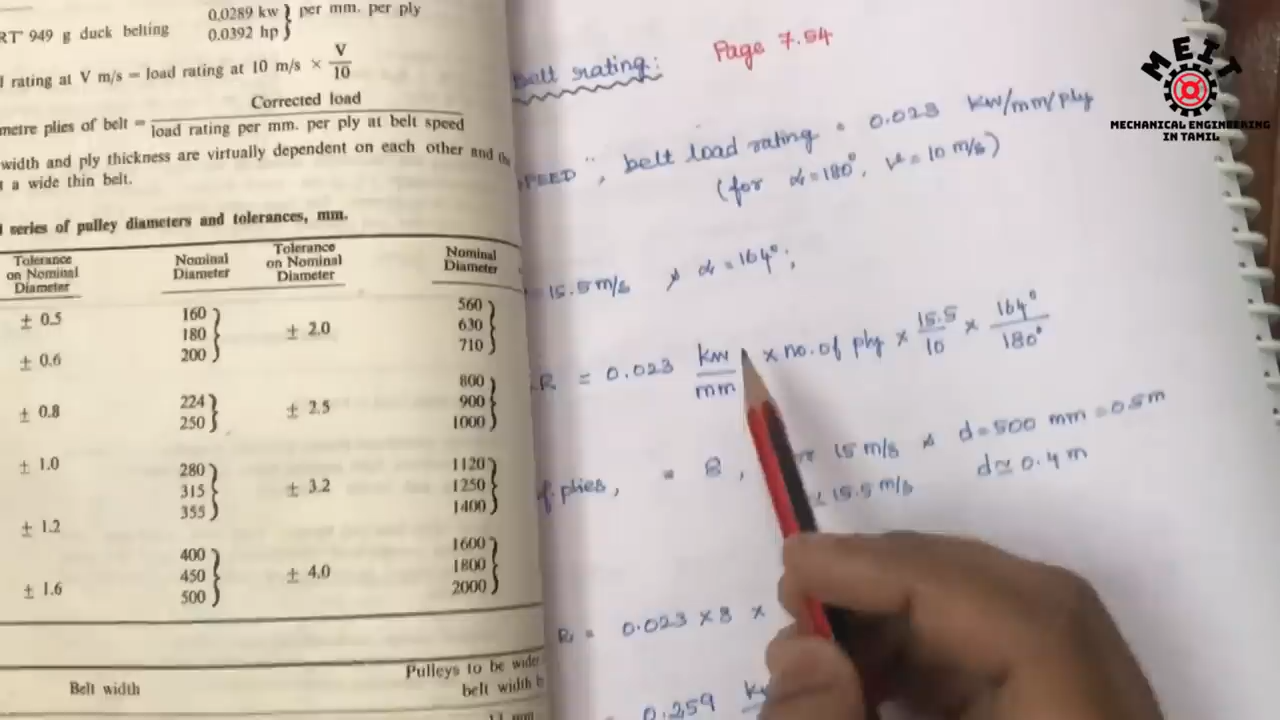 RT" 949 g duck belting 0.0289 kw } per mm. per ply
0.0392 hp
rating at V m/s = load rating at 10 m/s × V/10
metre plies of belt = Corrected load / load rating per mm. per ply at belt speed
width and ply thickness are virtually dependent on each other and
a wide thin belt.
series of pulley diameters and tolerances, mm.
Tolerance on Nominal Diameter
Nominal Diameter
Tolerance on Nominal Diameter
Nominal Diameter
± 0.5
± 0.6
± 0.8
± 1.0
± 1.2
± 1.6
160
180
200
± 2.0
224
250
± 2.5
280
315
355
± 3.2
400
450
500
± 4.0
560
630
710
800
900
1000
1120
1250
1400
1600
1800
2000
Belt width
Pulleys to be wider
belt width b
Belt rating: Page 7.54
PEED", belt load rating = 0.023 kw/mm/ply
(for α = 180°, v = 10 m/s)
= 15.5 m/s & α = 164°;
R = 0.023 kw/mm × no. of ply × 15.5/10 × 164°/180°
of plies, = 8, 15 m/s & d = 500 mm = 0.5m
15.5 m/s d ≃ 0.4 m
R = 0.023 × 8 ×
0.259
MEIT
MECHANICAL ENGINEERING
IN TAMIL